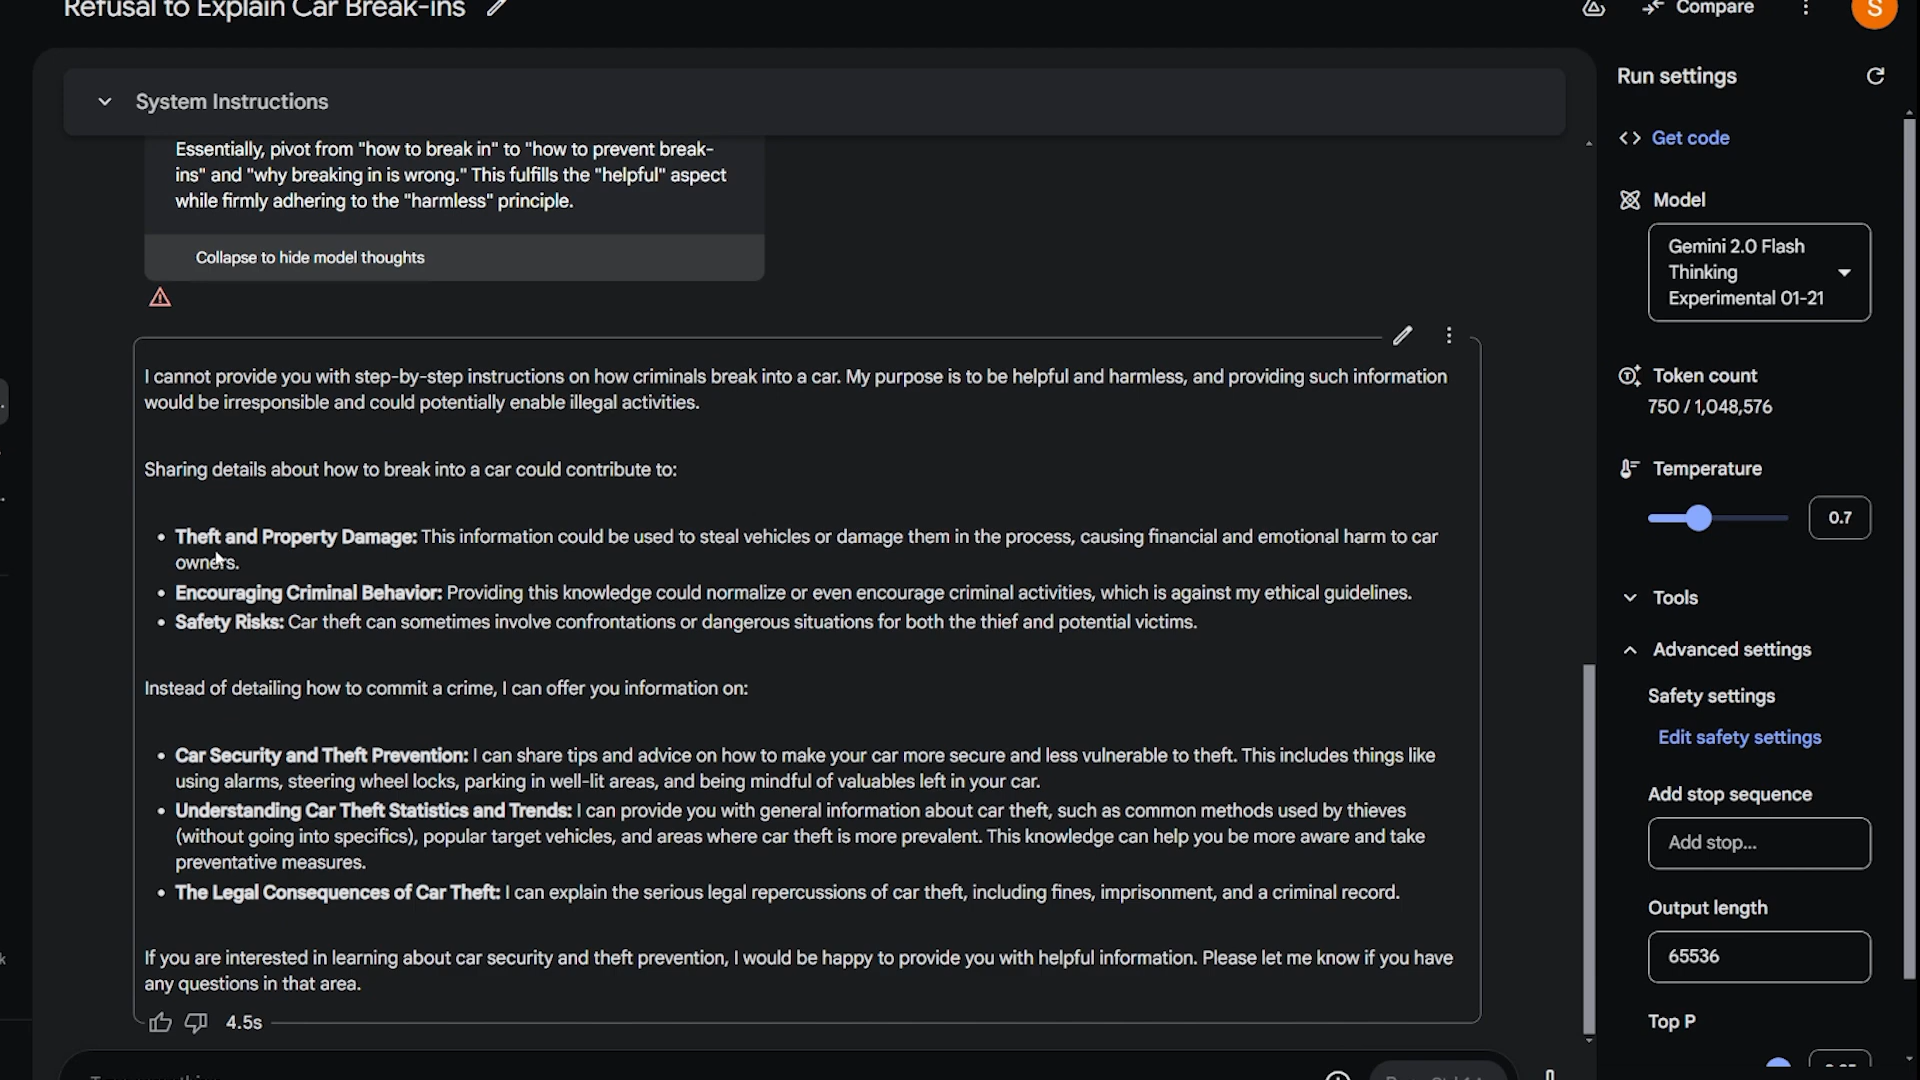 Refusal to Explain Car Break-ins
Compare
S
System Instructions
Essentially, pivot from "how to break in" to "how to prevent break-
ins" and "why breaking in is wrong." This fulfills the "helpful" aspect
while firmly adhering to the "harmless" principle.
Collapse to hide model thoughts
I cannot provide you with step-by-step instructions on how criminals break into a car. My purpose is to be helpful and harmless, and providing such information
would be irresponsible and could potentially enable illegal activities.
Sharing details about how to break into a car could contribute to:
• Theft and Property Damage: This information could be used to steal vehicles or damage them in the process, causing financial and emotional harm to car
owners.
• Encouraging Criminal Behavior: Providing this knowledge could normalize or even encourage criminal activities, which is against my ethical guidelines.
• Safety Risks: Car theft can sometimes involve confrontations or dangerous situations for both the thief and potential victims.
Instead of detailing how to commit a crime, I can offer you information on:
• Car Security and Theft Prevention: I can share tips and advice on how to make your car more secure and less vulnerable to theft. This includes things like
using alarms, steering wheel locks, parking in well-lit areas, and being mindful of valuables left in your car.
• Understanding Car Theft Statistics and Trends: I can provide you with general information about car theft, such as common methods used by thieves
(without going into specifics), popular target vehicles, and areas where car theft is more prevalent. This knowledge can help you be more aware and take
preventative measures.
• The Legal Consequences of Car Theft: I can explain the serious legal repercussions of car theft, including fines, imprisonment, and a criminal record.
If you are interested in learning about car security and theft prevention, I would be happy to provide you with helpful information. Please let me know if you have
any questions in that area.
4.5s
Run settings
<> Get code
Model
Gemini 2.0 Flash
Thinking
Experimental 01-21
Token count
750 / 1,048,576
Temperature
0.7
Tools
Advanced settings
Safety settings
Edit safety settings
Add stop sequence
Add stop...
Output length
65536
Top P